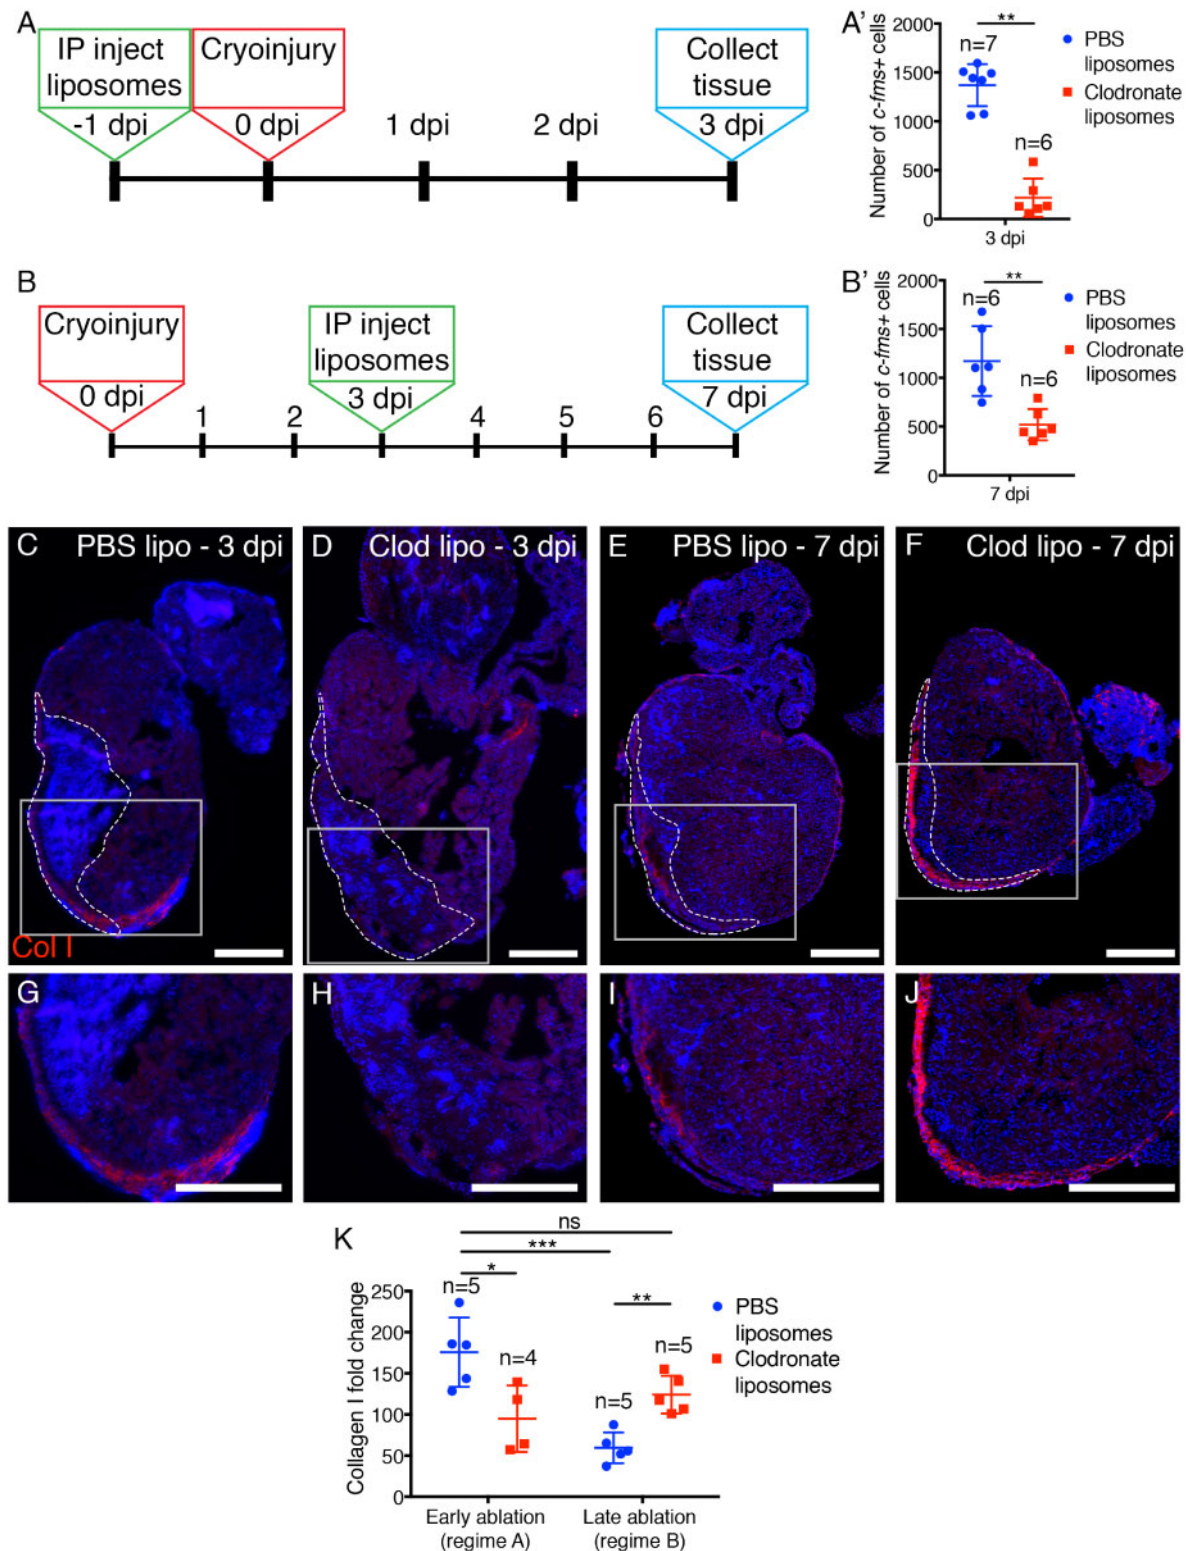 A
IP inject
liposomes
-1 dpi
Cryoinjury
0 dpi
1 dpi
2 dpi
Collect
tissue
3 dpi
A'
Number of c-fms+ cells
2000
1500
1000
500
0
n=7
**
n=6
3 dpi
PBS
liposomes
Clodronate
liposomes
B
Cryoinjury
0 dpi
1
2
IP inject
liposomes
3 dpi
4
5
6
Collect
tissue
7 dpi
B'
Number of c-fms+ cells
2000
1500
1000
500
0
n=6
**
n=6
7 dpi
PBS
liposomes
Clodronate
liposomes
C PBS lipo - 3 dpi
Col I
D Clod lipo - 3 dpi
E PBS lipo - 7 dpi
F Clod lipo - 7 dpi
G
H
I
J
K
Collagen I fold change
250
200
150
100
50
0
ns
***
*
**
n=5
n=4
n=5
n=5
Early ablation
(regime A)
Late ablation
(regime B)
PBS
liposomes
Clodronate
liposomes